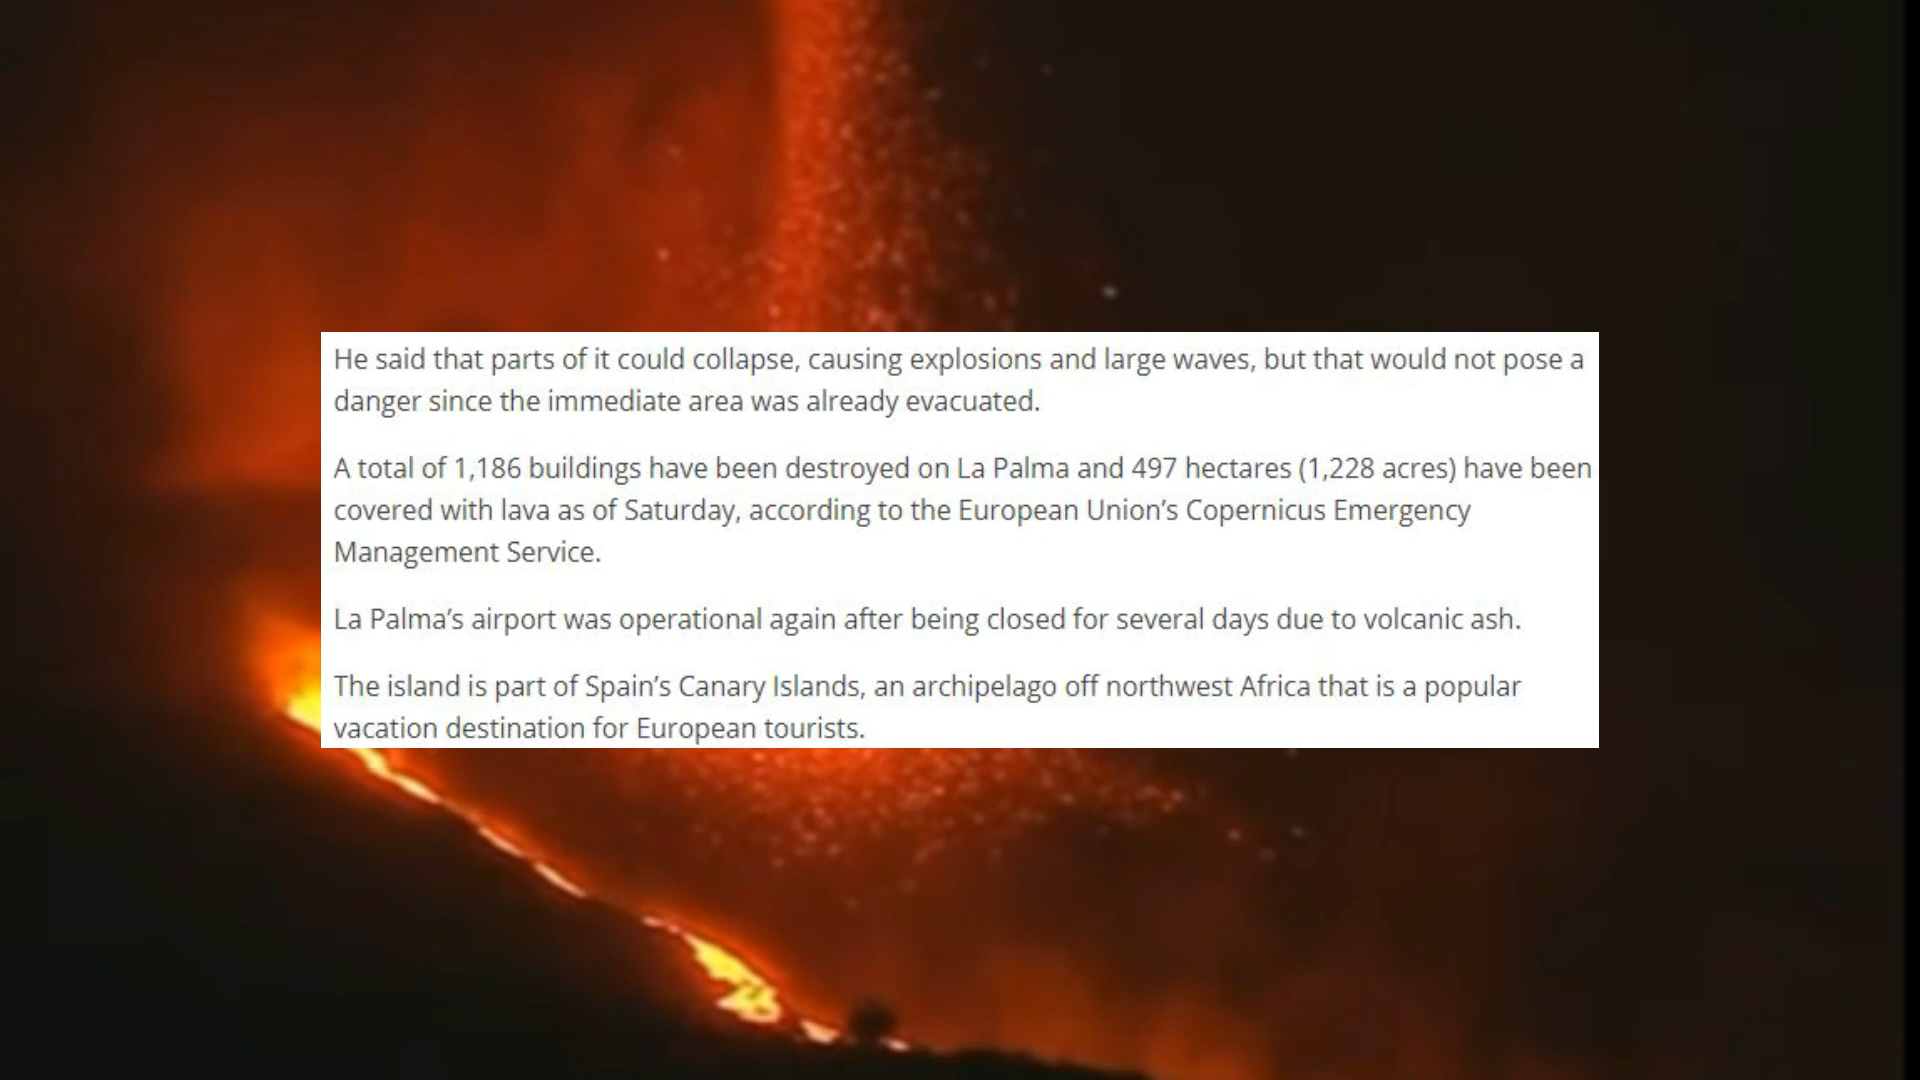 He said that parts of it could collapse, causing explosions and large waves, but that would not pose a
danger since the immediate area was already evacuated.
A total of 1,186 buildings have been destroyed on La Palma and 497 hectares (1,228 acres) have been
covered with lava as of Saturday, according to the European Union’s Copernicus Emergency
Management Service.
La Palma’s airport was operational again after being closed for several days due to volcanic ash.
The island is part of Spain’s Canary Islands, an archipelago off northwest Africa that is a popular
vacation destination for European tourists.